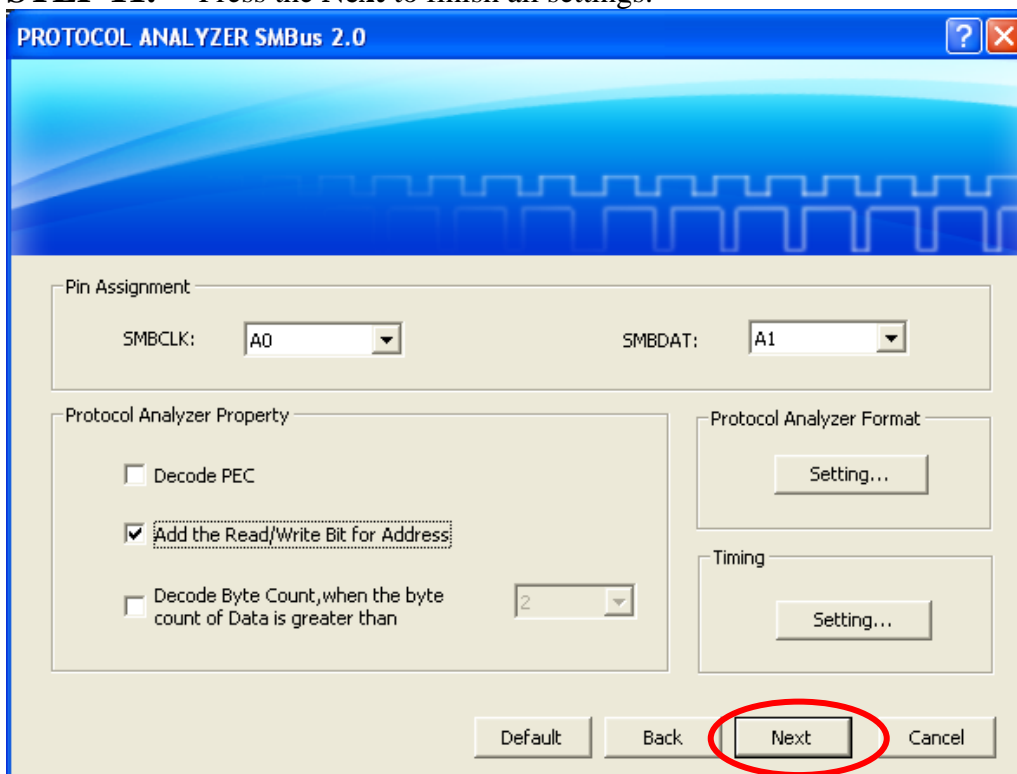 STEP 11. Press the Next to finish all settings.
PROTOCOL ANALYZER SMBus 2.0
Pin Assignment
SMBCLK: A0 SMBDAT: A1
Protocol Analyzer Property
Protocol Analyzer Format
Decode PEC
Setting...
Add the Read/Write Bit for Address
Timing
Decode Byte Count,when the byte
count of Data is greater than
2
Setting...
Default Back Next Cancel